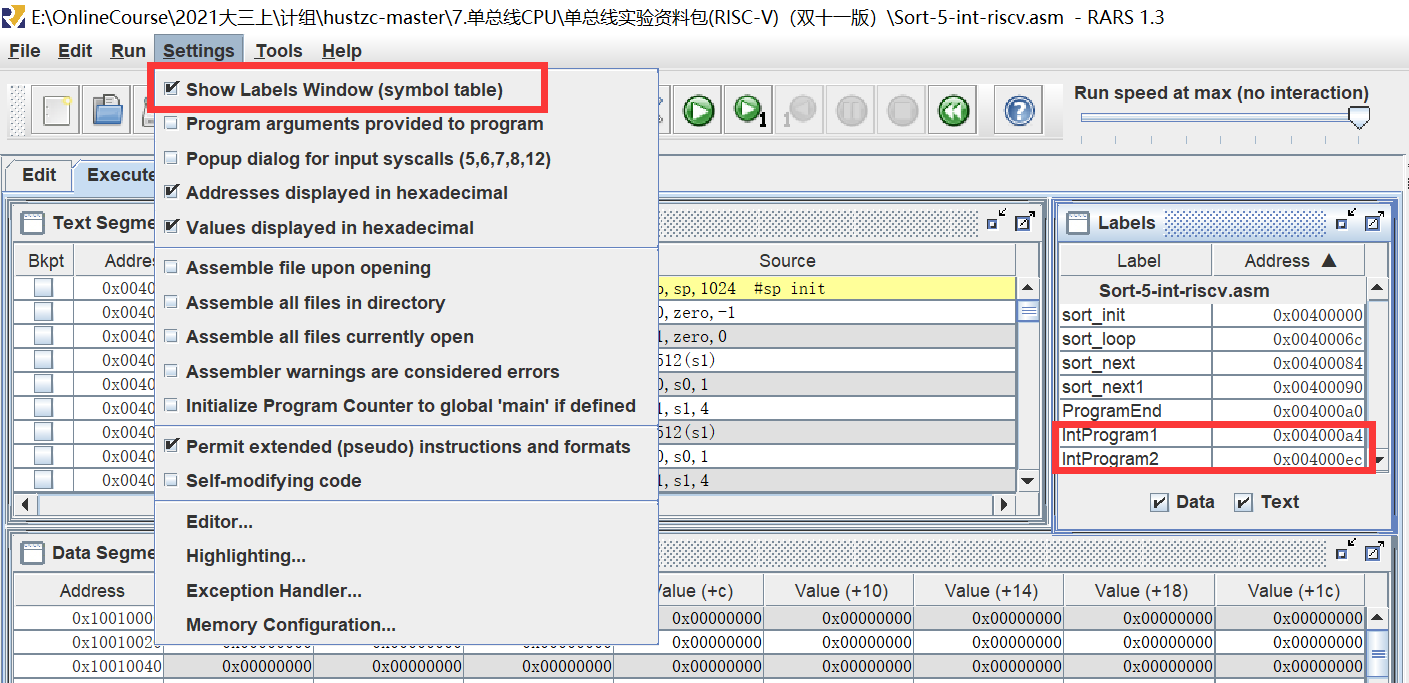 E:\OnlineCourse\2021大三上\计组\hustzc-master\7.单总线CPU\单总线实验资料包(RISC-V)（双十一版）\Sort-5-int-riscv.asm - RARS 1.3
File Edit Run Settings Tools Help
Show Labels Window (symbol table)
Program arguments provided to program
Popup dialog for input syscalls (5,6,7,8,12)
Addresses displayed in hexadecimal
Values displayed in hexadecimal
Assemble file upon opening
Assemble all files in directory
Assemble all files currently open
Assembler warnings are considered errors
Initialize Program Counter to global 'main' if defined
Permit extended (pseudo) instructions and formats
Self-modifying code
Editor...
Highlighting...
Exception Handler...
Memory Configuration...
1 1
Run speed at max (no interaction)
Edit Execute
Text Segme
Bkpt Addre Source
0x0040 ,sp,1024 #sp init
0x0040 ,zero,-1
0x0040 ,zero,0
0x0040 512(s1)
0x0040 ,s0,1
0x0040 ,s1,4
0x0040 512(s1)
0x0040 ,s0,1
0x0040 ,s1,4
Labels
Label Address ▲
Sort-5-int-riscv.asm
sort_init 0x00400000
sort_loop 0x0040006c
sort_next 0x00400084
sort_next1 0x00400090
ProgramEnd 0x004000a0
IntProgram1 0x004000a4
IntProgram2 0x004000ec
Data Text
Data Segme
Address Value (+c) Value (+10) Value (+14) Value (+18) Value (+1c)
0x1001000 0x00000000 0x00000000 0x00000000 0x00000000 0x00000000
0x1001002 0x00000000 0x00000000 0x00000000 0x00000000 0x00000000
0x10010040 0x00000000 0x00000000 0x00000000 0x00000000 0x00000000 0x00000000 0x00000000 0x00000000